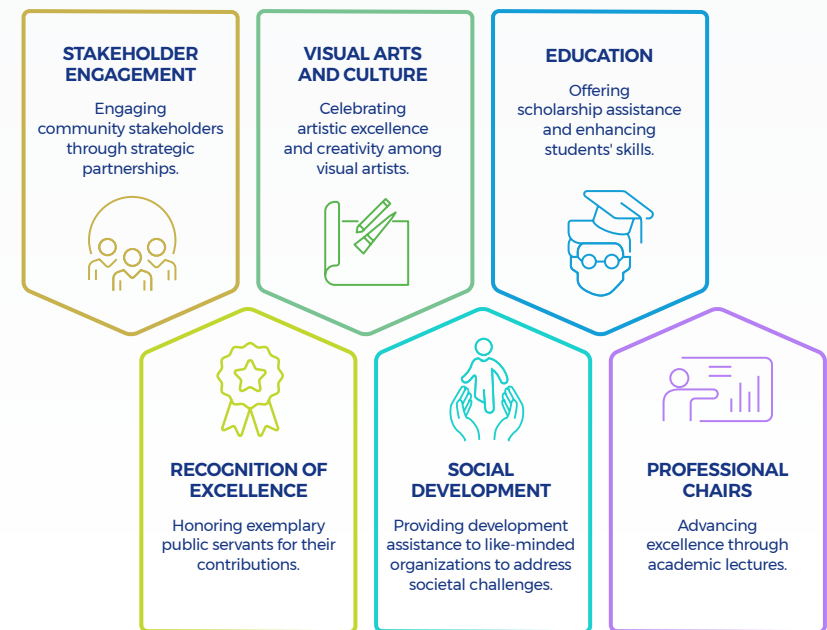 STAKEHOLDER
ENGAGEMENT
Engaging
community stakeholders
through strategic
partnerships.
VISUAL ARTS
AND CULTURE
Celebrating
artistic excellence
and creativity among
visual artists.
EDUCATION
Offering
scholarship assistance
and enhancing
students' skills.
RECOGNITION OF
EXCELLENCE
Honoring exemplary
public servants for their
contributions.
SOCIAL
DEVELOPMENT
Providing development
assistance to like-minded
organizations to address
societal challenges.
PROFESSIONAL
CHAIRS
Advancing
excellence through
academic lectures.